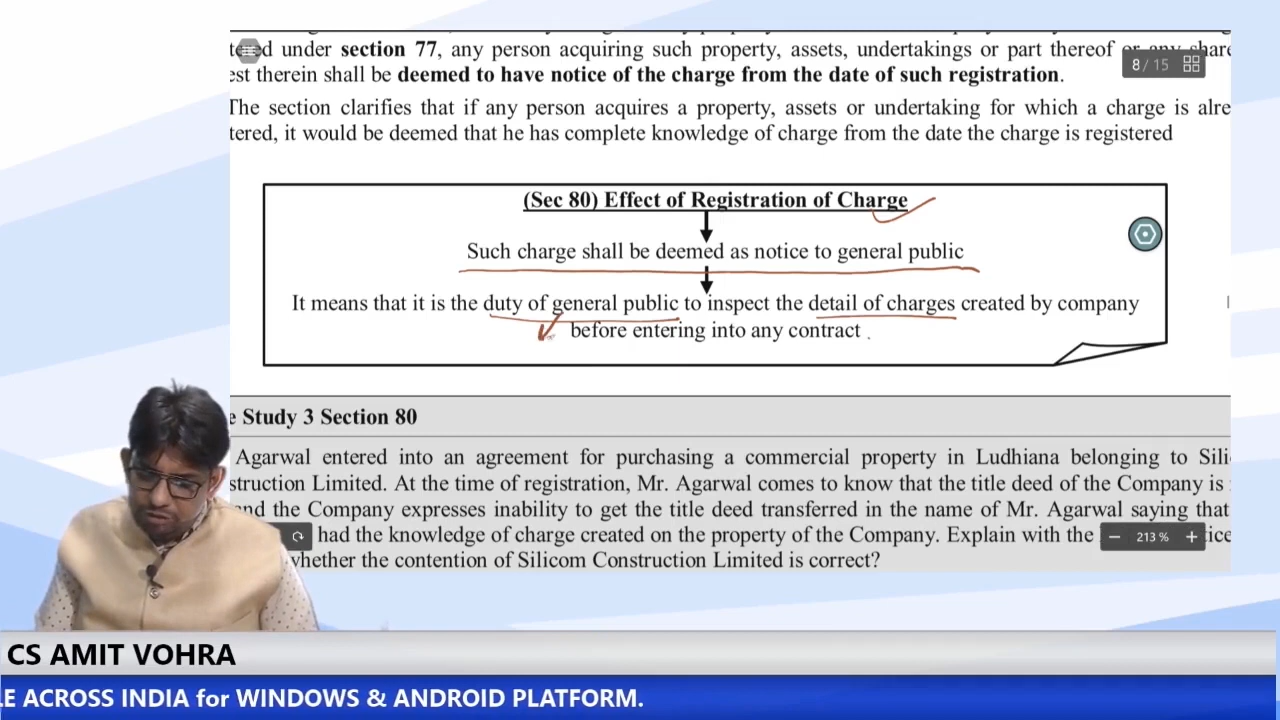 under section 77, any person acquiring such property, assets, undertakings or part thereof or any share
est therein shall be deemed to have notice of the charge from the date of such registration.
8 / 15
The section clarifies that if any person acquires a property, assets or undertaking for which a charge is alre
tered, it would be deemed that he has complete knowledge of charge from the date the charge is registered
(Sec 80) Effect of Registration of Charge
Such charge shall be deemed as notice to general public
It means that it is the duty of general public to inspect the detail of charges created by company
before entering into any contract .
e Study 3 Section 80
Agarwal entered into an agreement for purchasing a commercial property in Ludhiana belonging to Sili
struction Limited. At the time of registration, Mr. Agarwal comes to know that the title deed of the Company is
and the Company expresses inability to get the title deed transferred in the name of Mr. Agarwal saying that
had the knowledge of charge created on the property of the Company. Explain with the
− 213 % +
whether the contention of Silicom Construction Limited is correct?
CS AMIT VOHRA
LE ACROSS INDIA for WINDOWS & ANDROID PLATFORM.